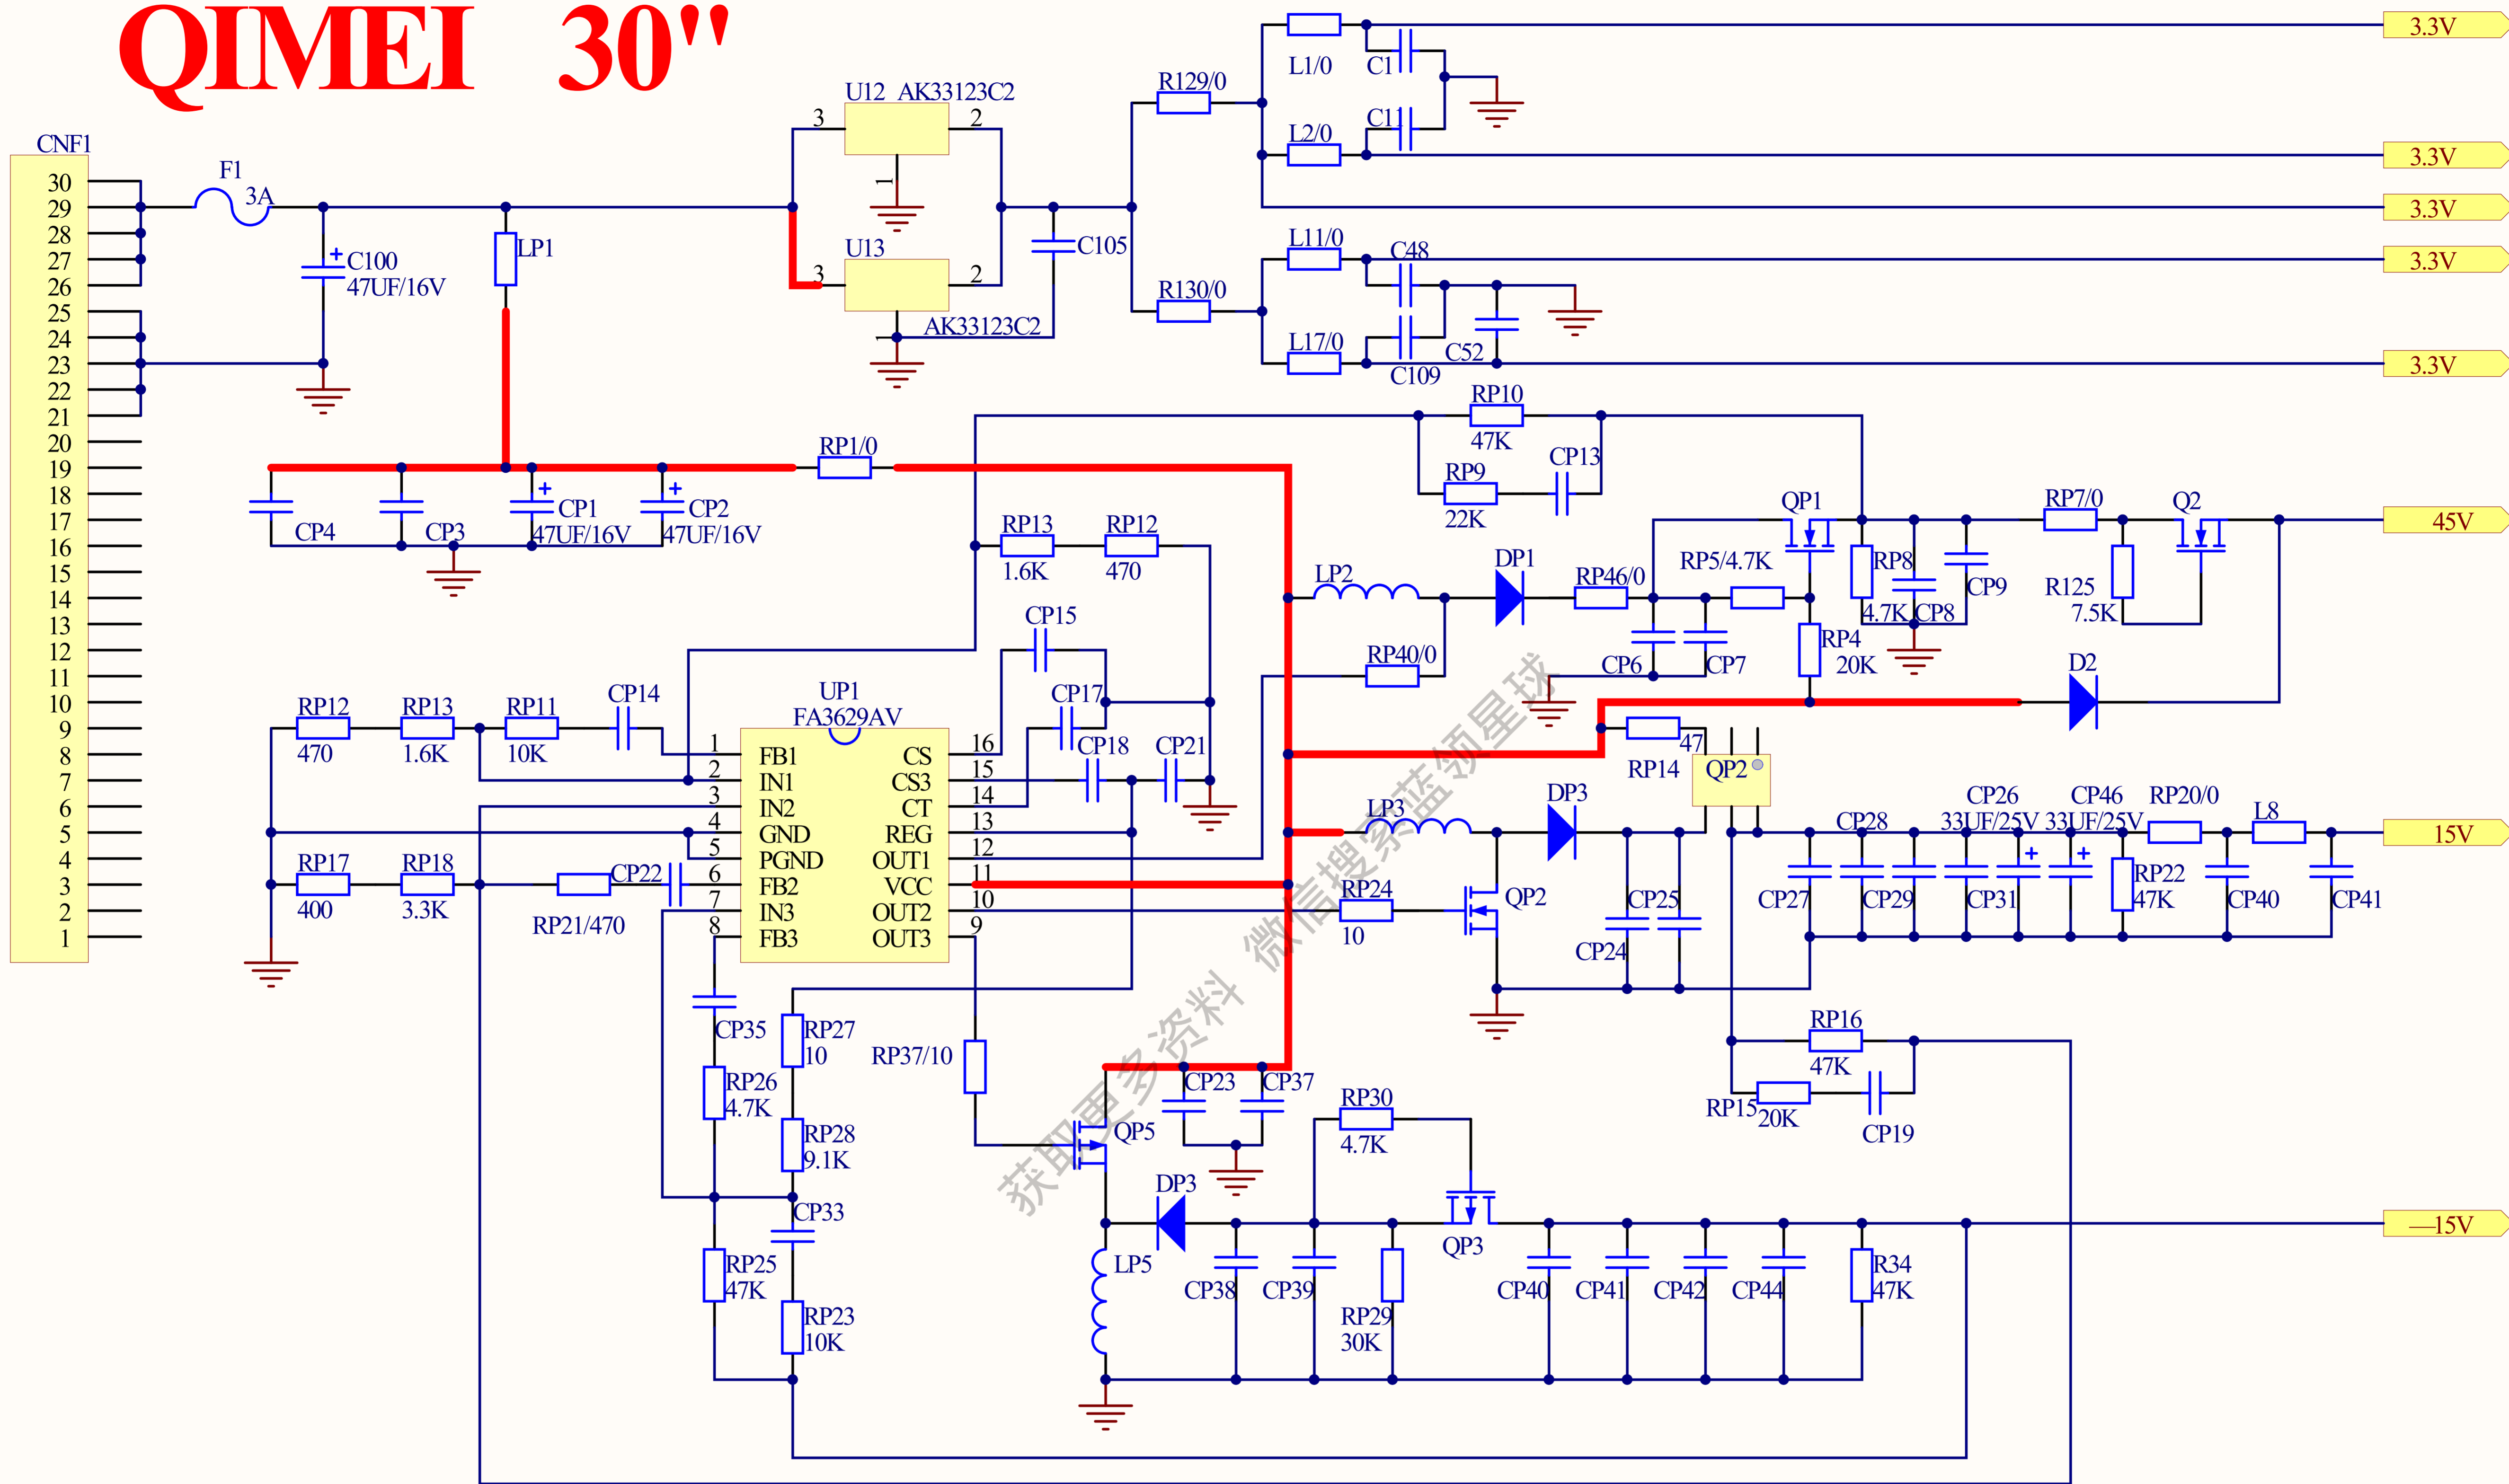 QIMEI 30"
CNF1
30
29
28
27
26
25
24
23
22
21
20
19
18
17
16
15
14
13
12
11
10
9
8
7
6
5
4
3
2
1
F1
3A
C100
47UF/16V
LP1
U12 AK33123C2
3
2
1
U13
3
2
1
AK33123C2
C105
R129/0
R130/0
L1/0
C1
L2/0
C11
L11/0
C48
L17/0
C109
C52
3.3V
3.3V
3.3V
3.3V
3.3V
CP4
CP3
CP1
47UF/16V
CP2
47UF/16V
RP1/0
RP10
47K
RP9
22K
CP13
RP13
1.6K
RP12
470
LP2
DP1
RP46/0
RP40/0
CP6
CP7
RP5/4.7K
QP1
RP8
4.7K
CP8
CP9
RP4
20K
RP7/0
R125
7.5K
Q2
D2
45V
CP15
CP17
CP18
CP21
RP12
470
RP13
1.6K
RP11
10K
CP14
RP17
400
RP18
3.3K
RP21/470
CP22
UP1
FA3629AV
1
2
3
4
5
6
7
8
FB1
IN1
IN2
GND
PGND
FB2
IN3
FB3
CS
CS3
CT
REG
OUT1
VCC
OUT2
OUT3
16
15
14
13
12
11
10
9
RP14
47
QP2
LP3
DP3
RP24
10
QP2
CP24
CP25
CP27
CP28
CP29
CP26
33UF/25V
CP31
CP46
33UF/25V
RP20/0
RP22
47K
L8
CP40
CP41
15V
RP16
47K
RP15
20K
CP19
CP35
RP26
4.7K
RP27
10
RP28
9.1K
CP33
RP25
47K
RP23
10K
RP37/10
QP5
CP23
CP37
DP3
LP5
CP38
CP39
RP30
4.7K
RP29
30K
QP3
CP40
CP41
CP42
CP44
R34
47K
—15V
获取更多资料 微信搜索蓝领星球